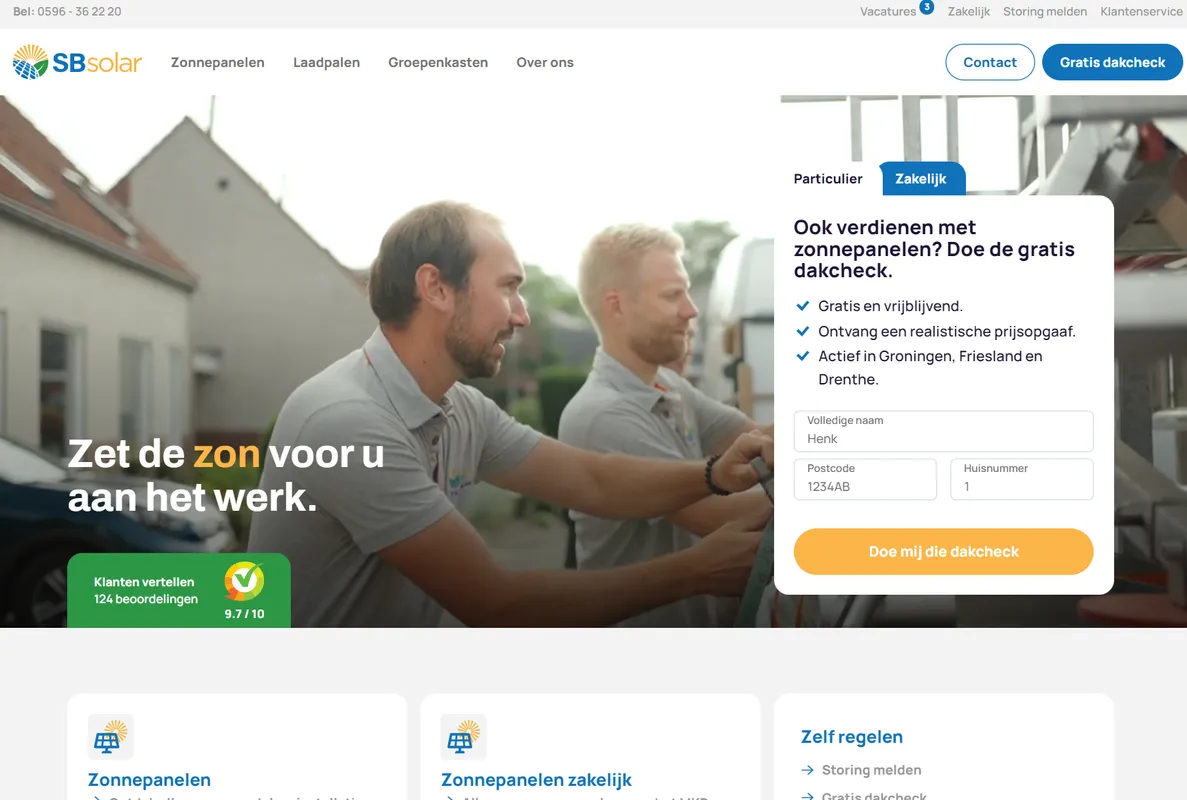 Bel: 0596 - 36 22 20
Vacatures 3 Zakelijk Storing melden Klantenservice
SBsolar
Zonnepanelen Laadpalen Groepenkasten Over ons
Contact Gratis dakcheck
Particulier Zakelijk
Ook verdienen met
zonnepanelen? Doe de gratis
dakcheck.
Gratis en vrijblijvend.
Ontvang een realistische prijsopgaaf.
Actief in Groningen, Friesland en
Drenthe.
Volledige naam
Henk
Postcode
1234AB
Huisnummer
1
Doe mij die dakcheck
Zet de zon voor u
aan het werk.
Klanten vertellen
124 beoordelingen
9.7 / 10
Zonnepanelen
Zonnepanelen zakelijk
Zelf regelen
Storing melden
Gratis dakcheck